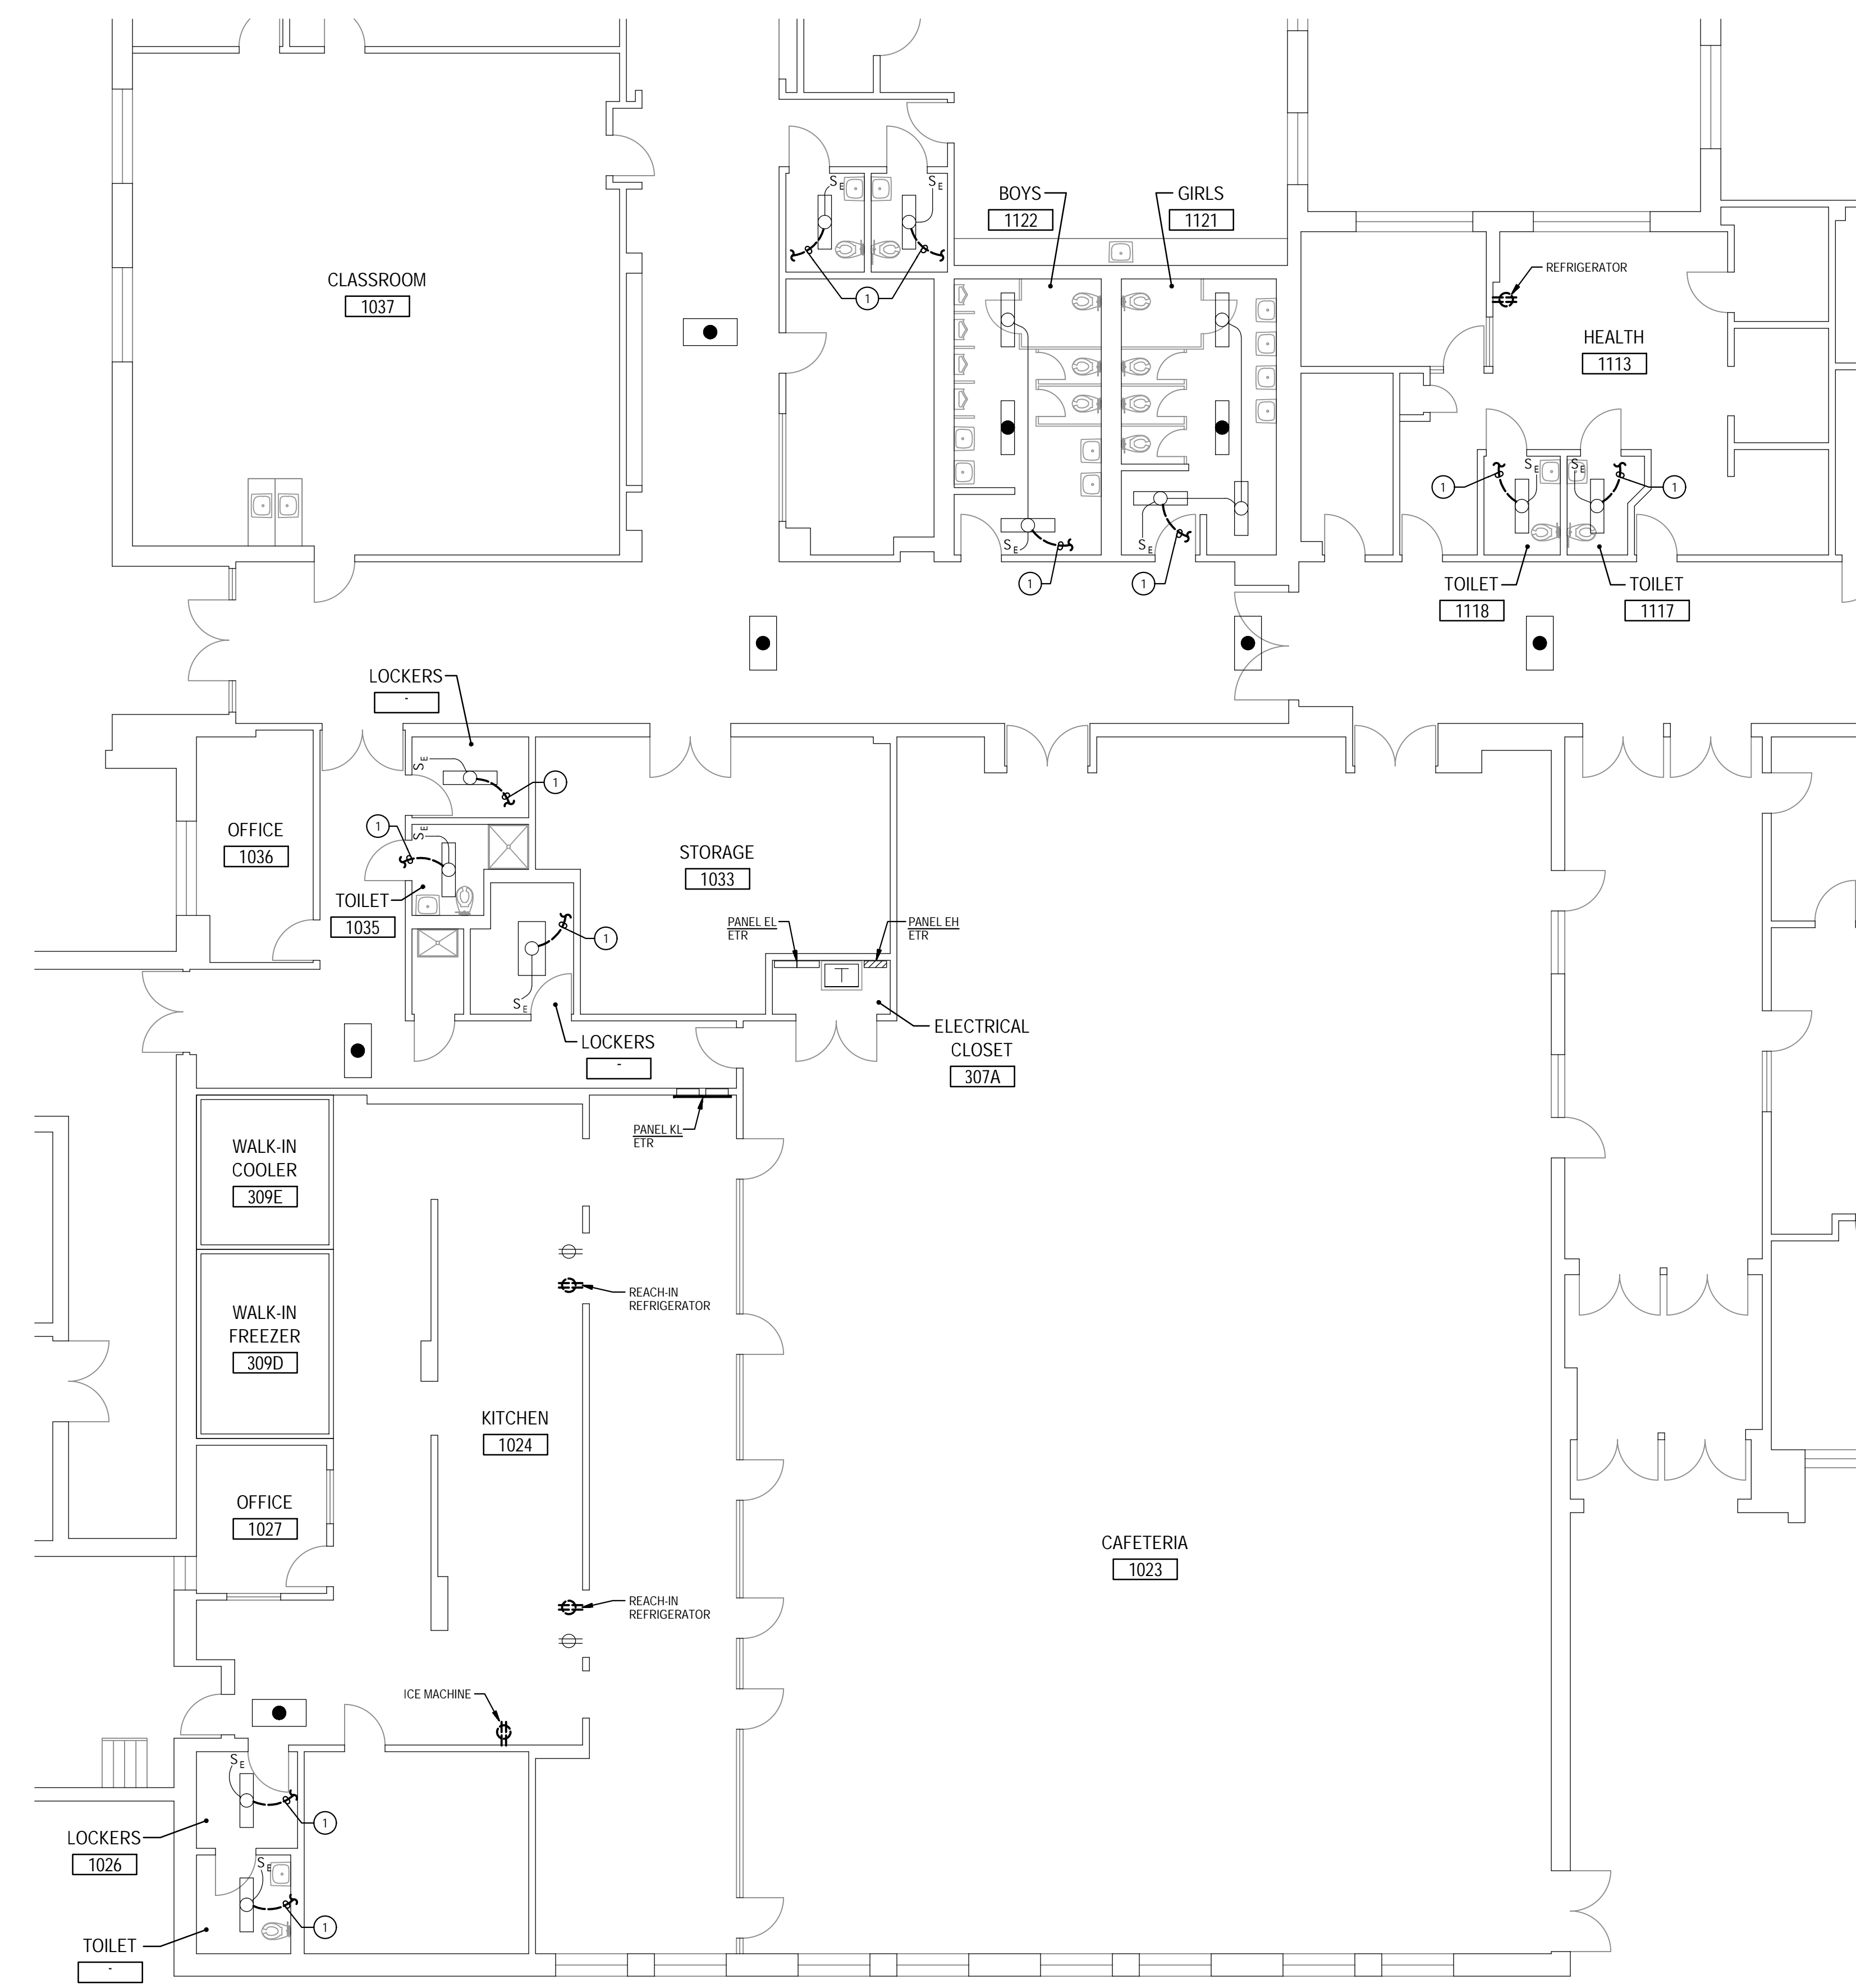 S E
S E
BOYS
1122
GIRLS
1121
REFRIGERATOR
CLASSROOM
1037
1
HEALTH
1113
1
S E
S E
1
S E
S E
1
1
TOILET
1118
TOILET
1117
LOCKERS
-
S E
1
1
S E
OFFICE
1036
STORAGE
1033
TOILET
1035
PANEL EL
ETR
PANEL EH
ETR
1
T
S E
ELECTRICAL
CLOSET
307A
LOCKERS
-
PANEL KL
ETR
WALK-IN
COOLER
309E
REACH-IN
REFRIGERATOR
WALK-IN
FREEZER
309D
KITCHEN
1024
OFFICE
1027
CAFETERIA
1023
REACH-IN
REFRIGERATOR
ICE MACHINE
S E
1
LOCKERS
1026
S E
1
TOILET
-